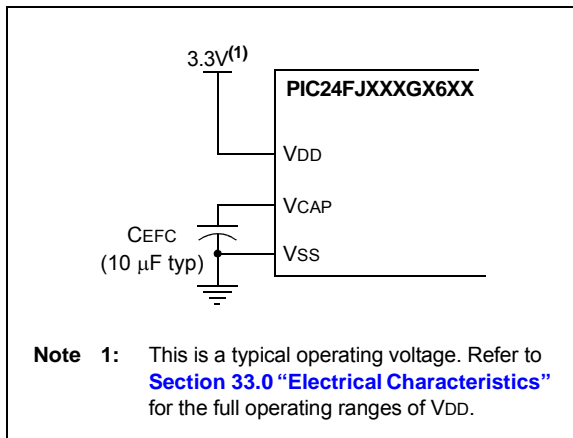 3.3V(1)
PIC24FJXXXGX6XX
VDD
VCAP
CEFC
(10 μF typ)
VSS
Note 1: This is a typical operating voltage. Refer to
Section 33.0 “Electrical Characteristics”
for the full operating ranges of VDD.